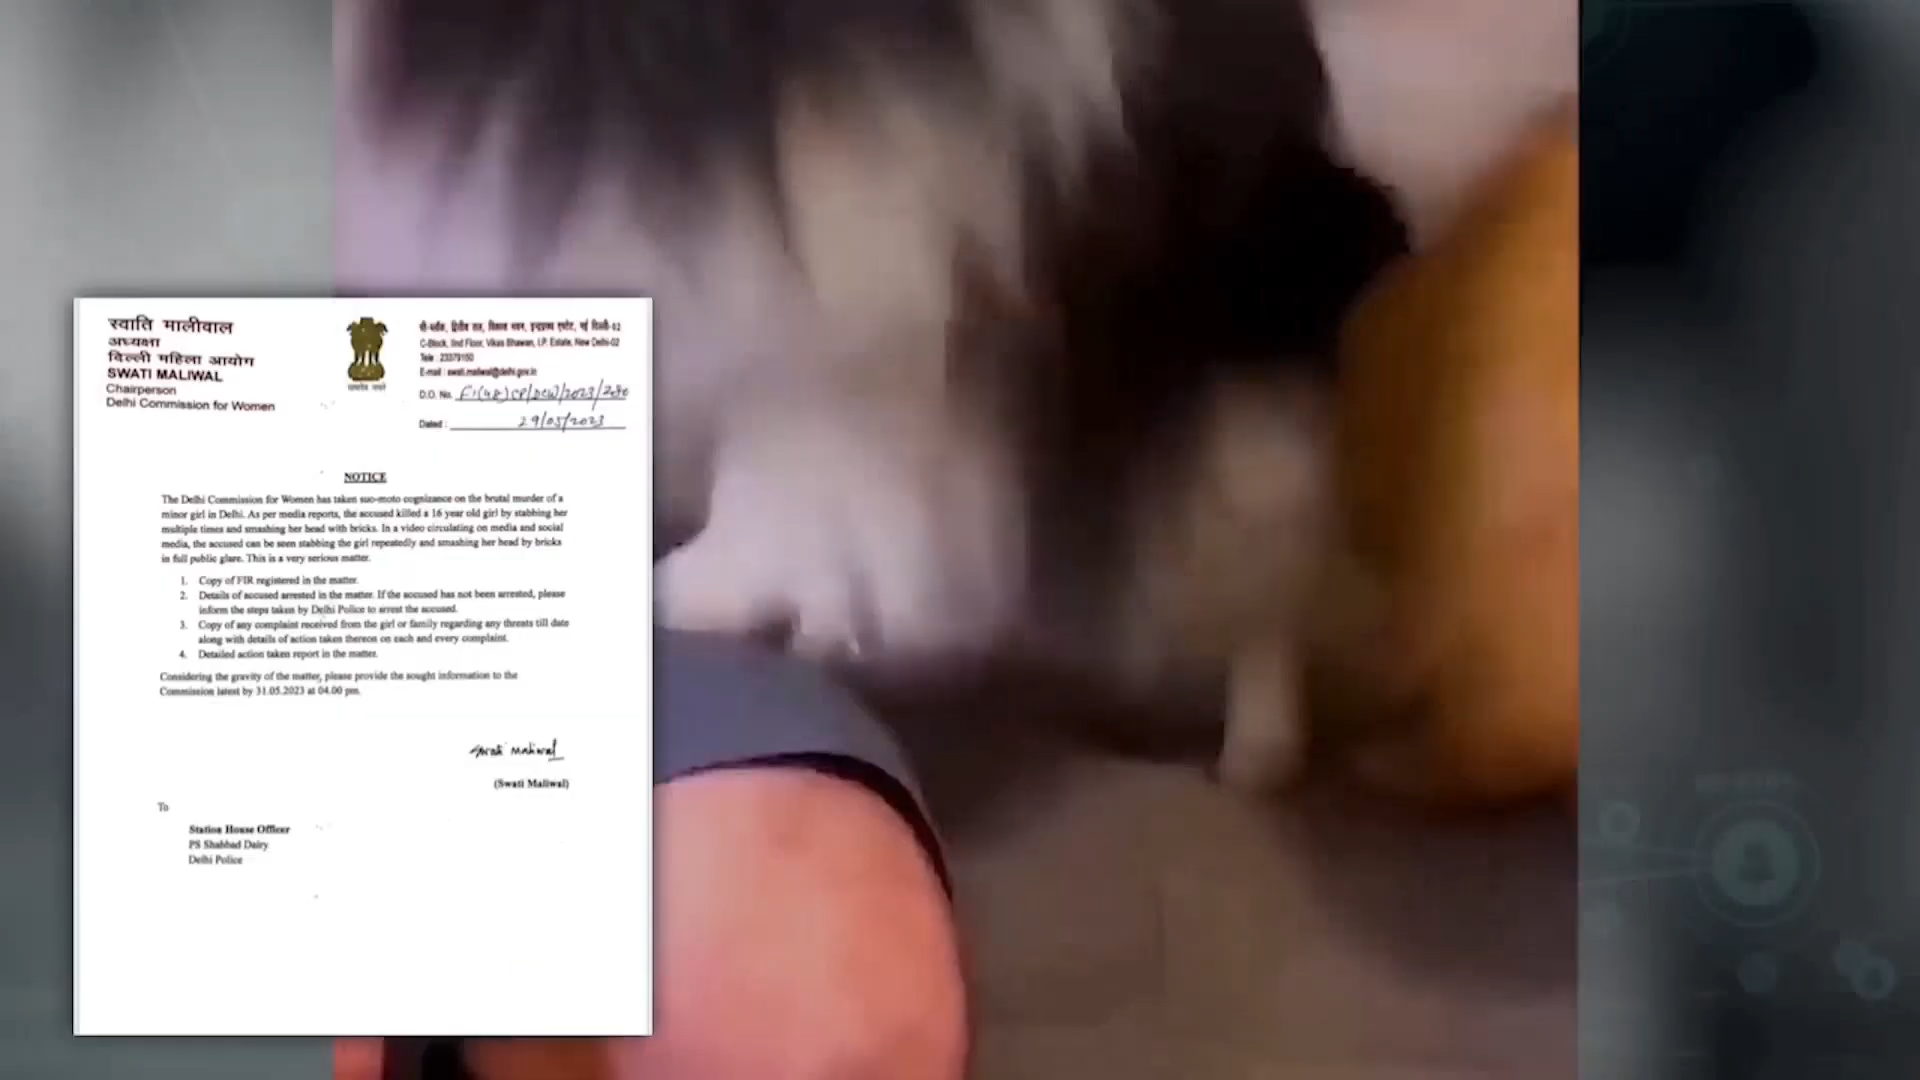 स्वाति मालीवाल
अध्यक्षा
दिल्ली महिला आयोग
SWATI MALIWAL
Chairperson
Delhi Commission for Women
सी-ब्लॉक, द्वितीय तल, विकास भवन, इन्द्रप्रस्थ एस्टेट, नई दिल्ली-02
C-Block, IInd Floor, Vikas Bhawan, I.P. Estate, New Delhi-02
Tele : 23379150
E-mail : swati.maliwal@delhi.gov.in
D.O. No.
Dated : 29/05/2023
NOTICE
The Delhi Commission for Women has taken suo-moto cognizance on the brutal murder of a
minor girl in Delhi. As per media reports, the accused killed a 16 year old girl by stabbing her
multiple times and smashing her head with bricks. In a video circulating on media and social
media, the accused can be seen stabbing the girl repeatedly and smashing her head by bricks
in full public glare. This is a very serious matter.
1. Copy of FIR registered in the matter.
2. Details of accused arrested in the matter. If the accused has not been arrested, please
inform the steps taken by Delhi Police to arrest the accused.
3. Copy of any complaint received from the girl or family regarding any threats till date
along with details of action taken thereon on each and every complaint.
4. Detailed action taken report in the matter.
Considering the gravity of the matter, please provide the sought information to the
Commission latest by 31.05.2023 at 04.00 pm.
Swati Maliwal
(Swati Maliwal)
To
Station House Officer
PS Shahbad Dairy
Delhi Police